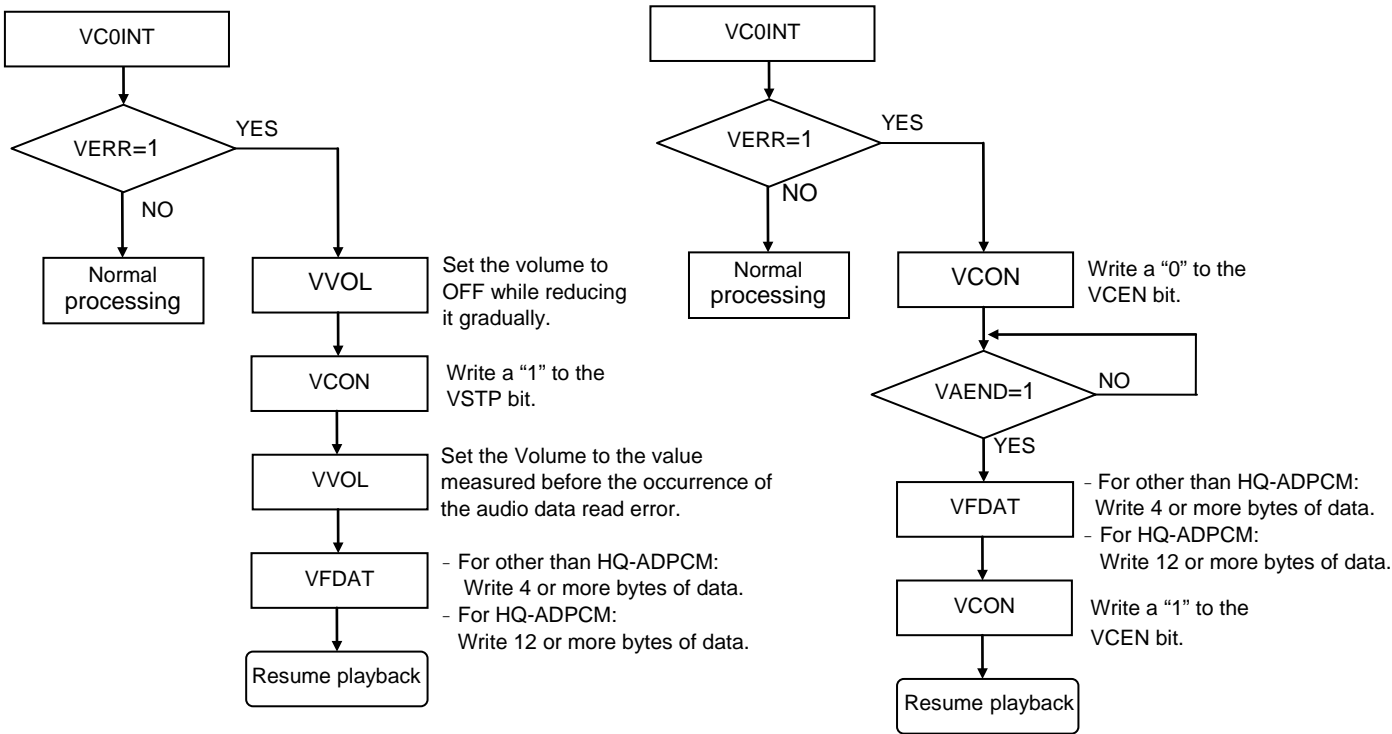 VC0INT
VERR=1
YES
NO
Normal
processing
VVOL
Set the volume to
OFF while reducing
it gradually.
VCON
Write a “1” to the
VSTP bit.
VVOL
Set the Volume to the value
measured before the occurrence of
the audio data read error.
VFDAT
- For other than HQ-ADPCM:
Write 4 or more bytes of data.
- For HQ-ADPCM:
Write 12 or more bytes of data.
Resume playback
VC0INT
VERR=1
YES
NO
Normal
processing
VCON
Write a “0” to the
VCEN bit.
VAEND=1
NO
YES
VFDAT
- For other than HQ-ADPCM:
Write 4 or more bytes of data.
- For HQ-ADPCM:
Write 12 or more bytes of data.
VCON
Write a “1” to the
VCEN bit.
Resume playback